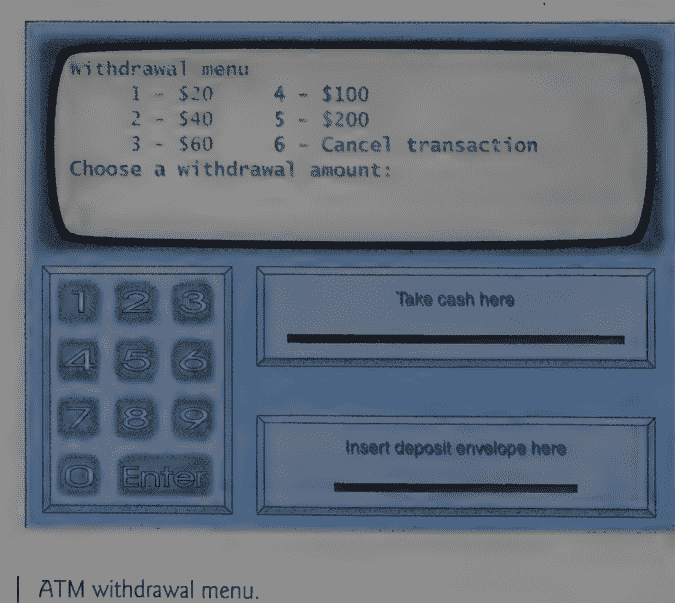 Withdrawal menu
1 - $20 4 - $100
2 - $40 5 - $200
3 - $60 6 - Cancel transaction
Choose a withdrawal amount:
1 2 3
Take cash here
4 5 6
7 8 9
Insert deposit envelope here
0 Enter
ATM withdrawal menu.